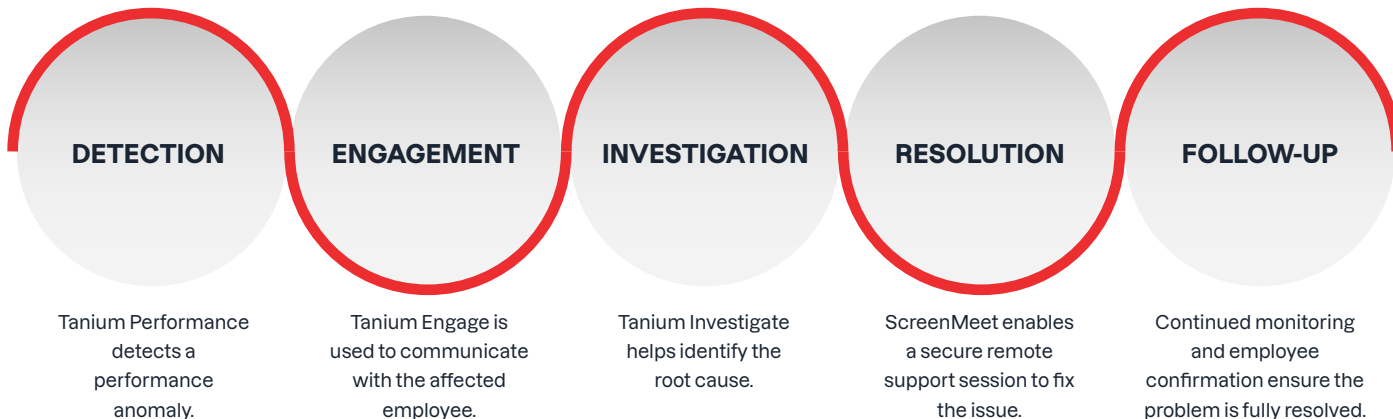 DETECTION
Tanium Performance
detects a
performance
anomaly.
ENGAGEMENT
Tanium Engage is
used to communicate
with the affected
employee.
INVESTIGATION
Tanium Investigate
helps identify the
root cause.
RESOLUTION
ScreenMeet enables
a secure remote
support session to fix
the issue.
FOLLOW-UP
Continued monitoring
and employee
confirmation ensure the
problem is fully resolved.